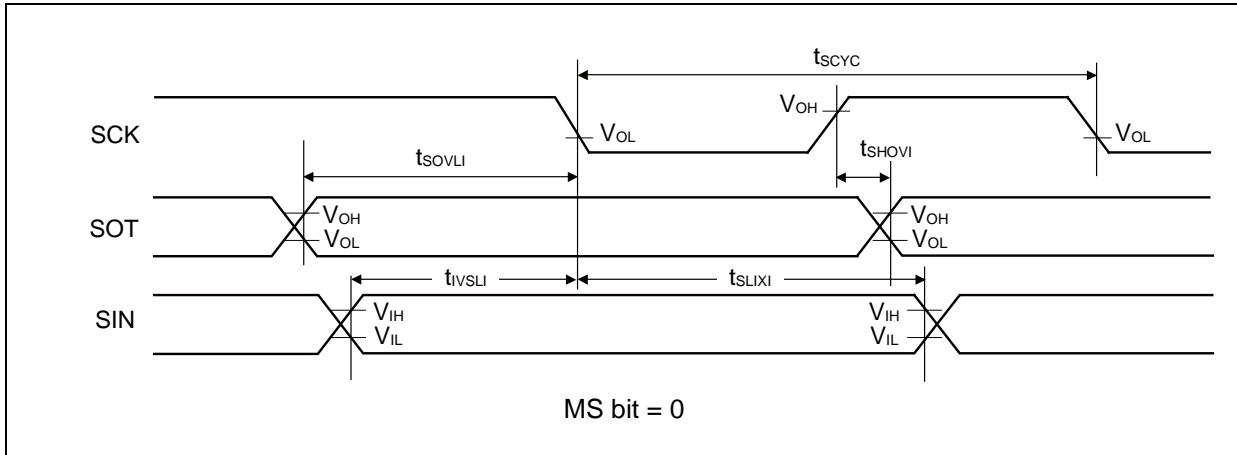 tSCYC
SCK
VOH
VOL
VOL
tSOVLI
tSHOVI
SOT
VOH
VOL
VOH
VOL
tIVSLI
tSLIXI
SIN
VIH
VIL
VIH
VIL
MS bit = 0